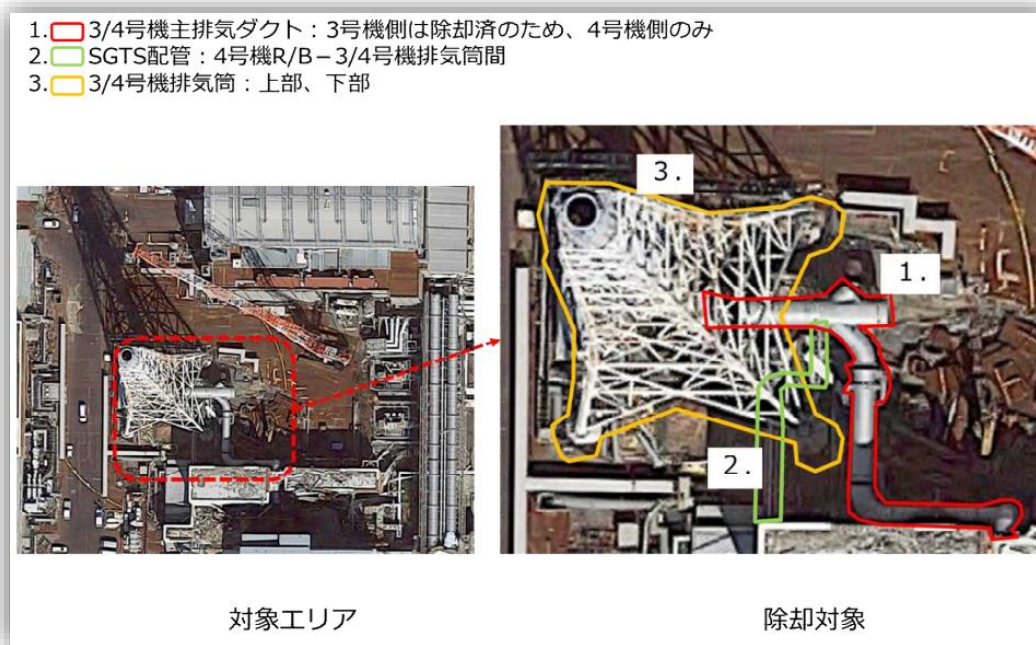 1. 3/4号機主排気ダクト：3号機側は除却済のため、4号機側のみ
2. SGTS配管：4号機R/B－3/4号機排気筒間
3. 3/4号機排気筒：上部、下部
3.
1.
2.
対象エリア
除却対象